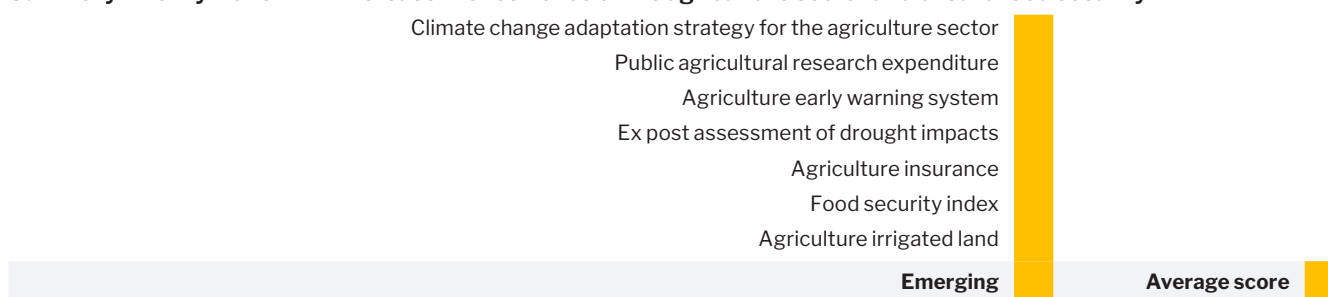 Climate change adaptation strategy for the agriculture sector
Public agricultural research expenditure
Agriculture early warning system
Ex post assessment of drought impacts
Agriculture insurance
Food security index
Agriculture irrigated land
Emerging Average score